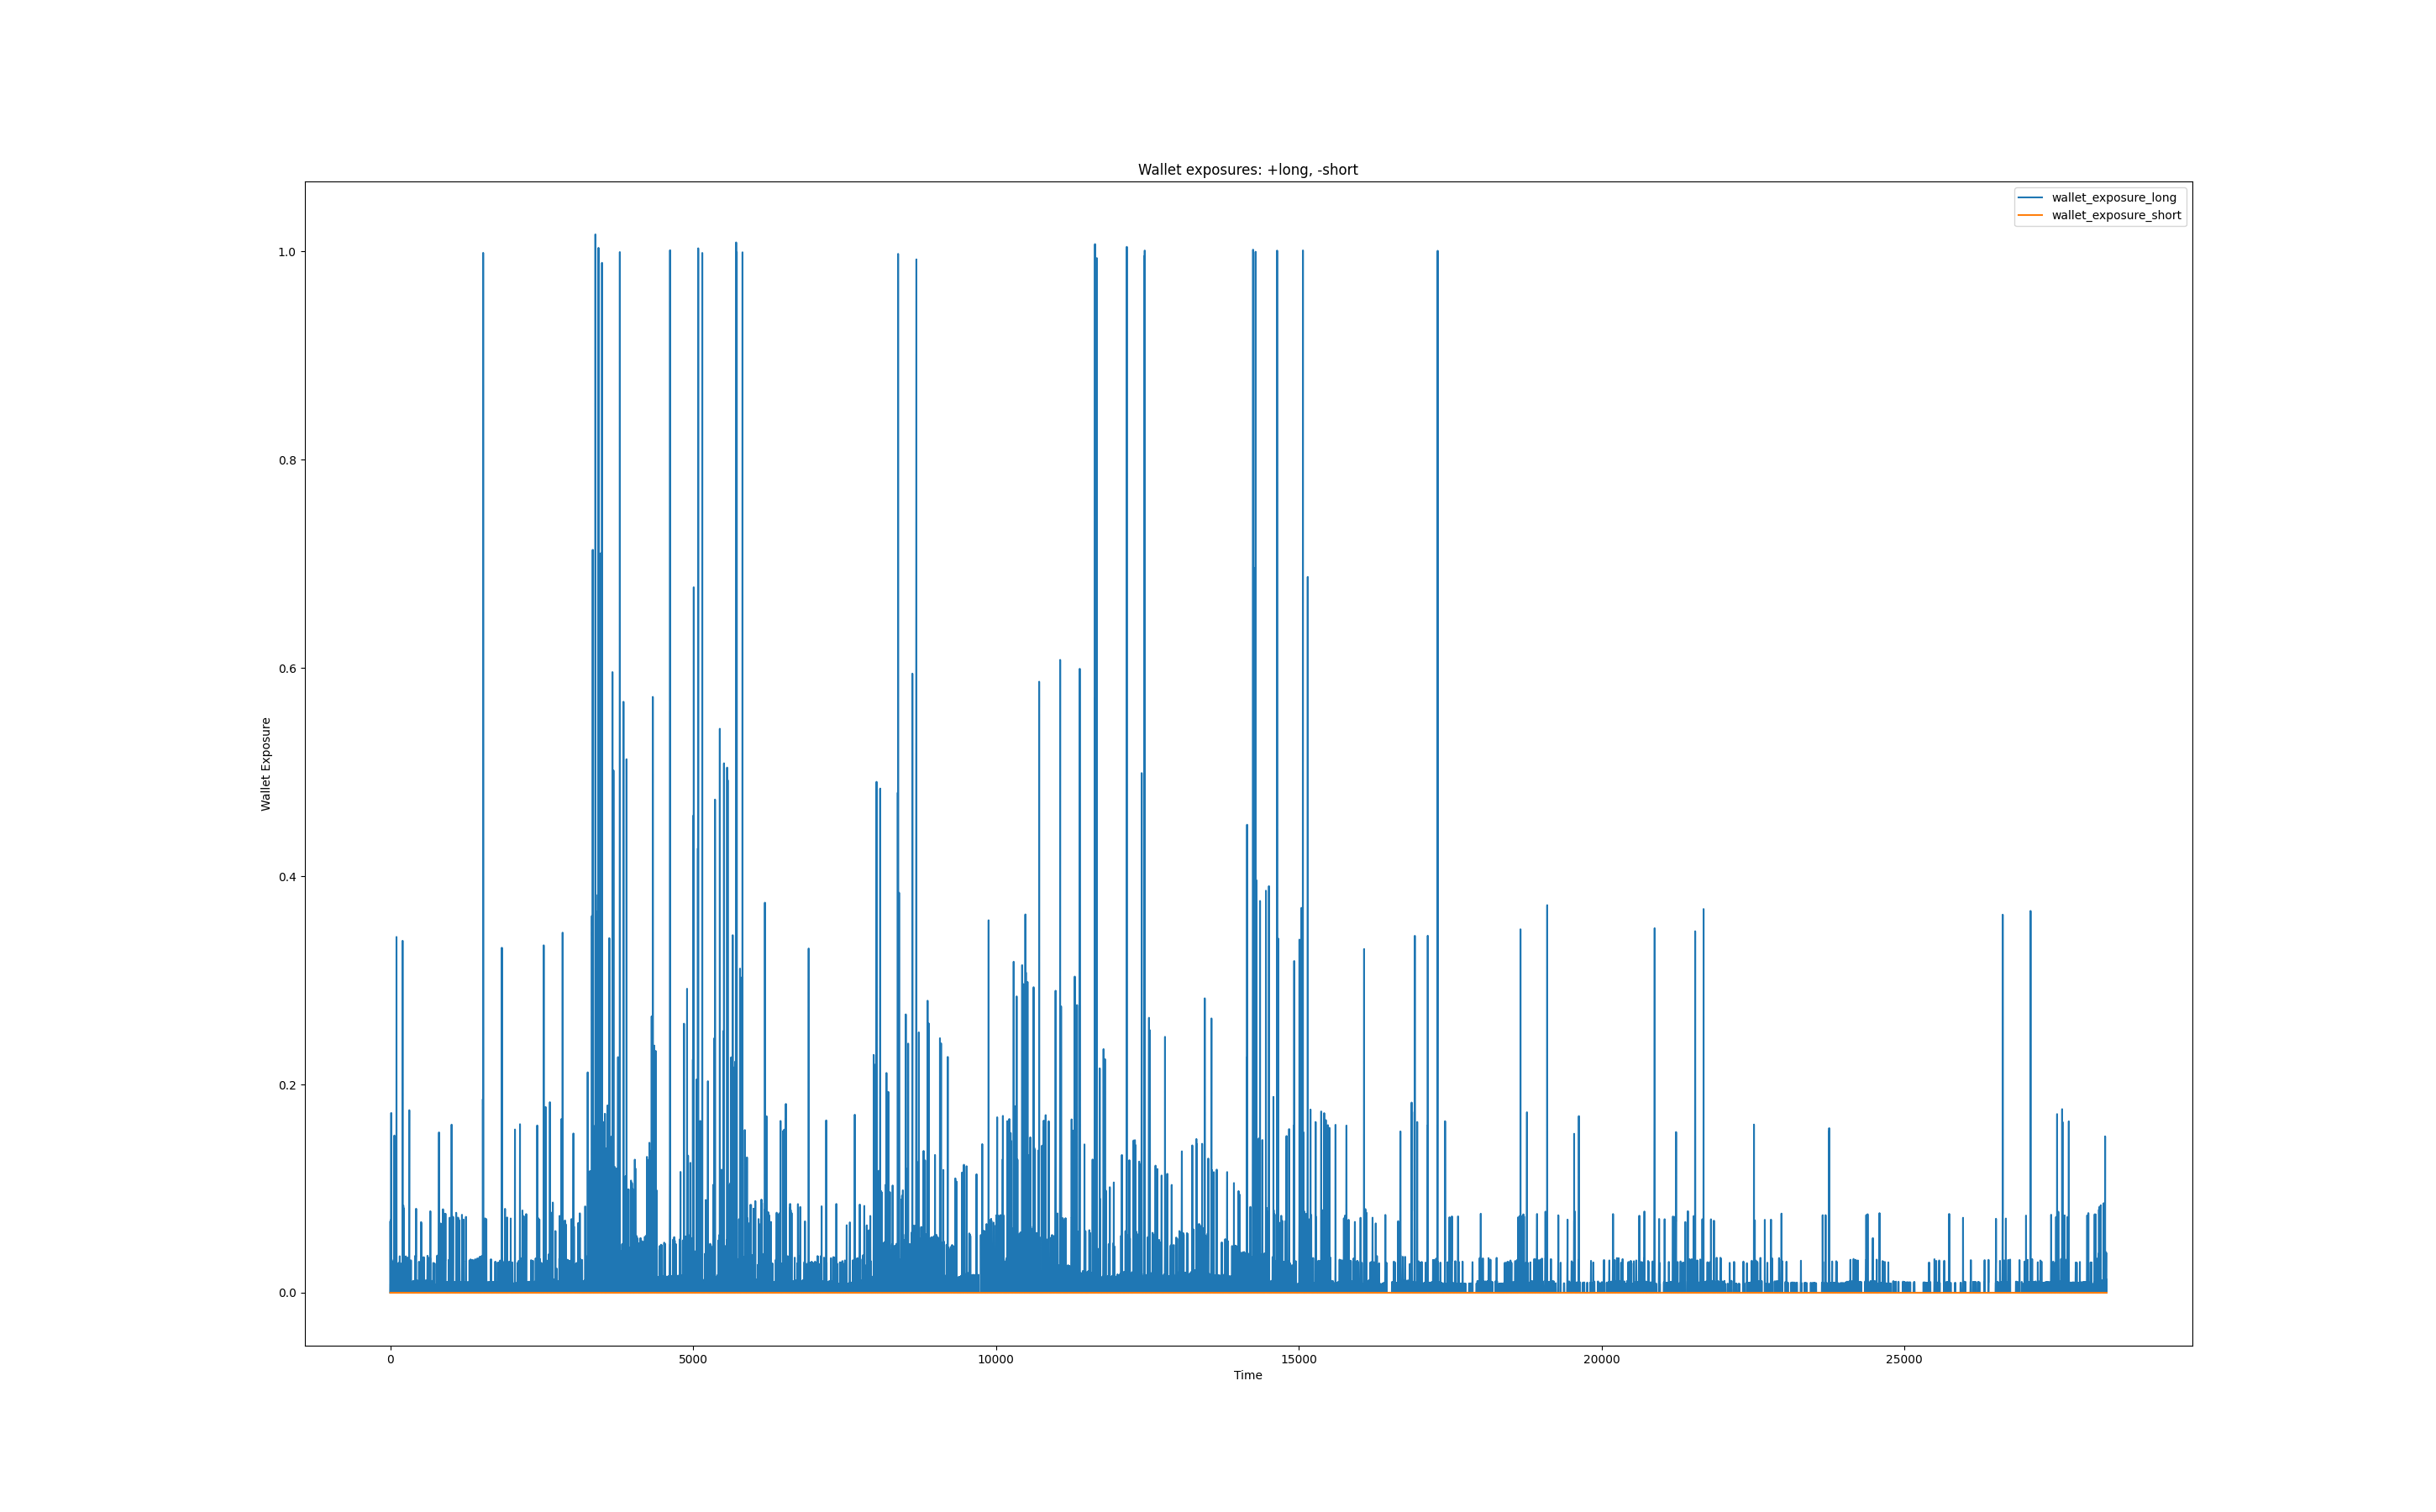 Wallet exposures: +long, -short
wallet_exposure_long
wallet_exposure_short
1.0
0.8
0.6
0.4
0.2
0.0
Wallet Exposure
0 5000 10000 15000 20000 25000
Time